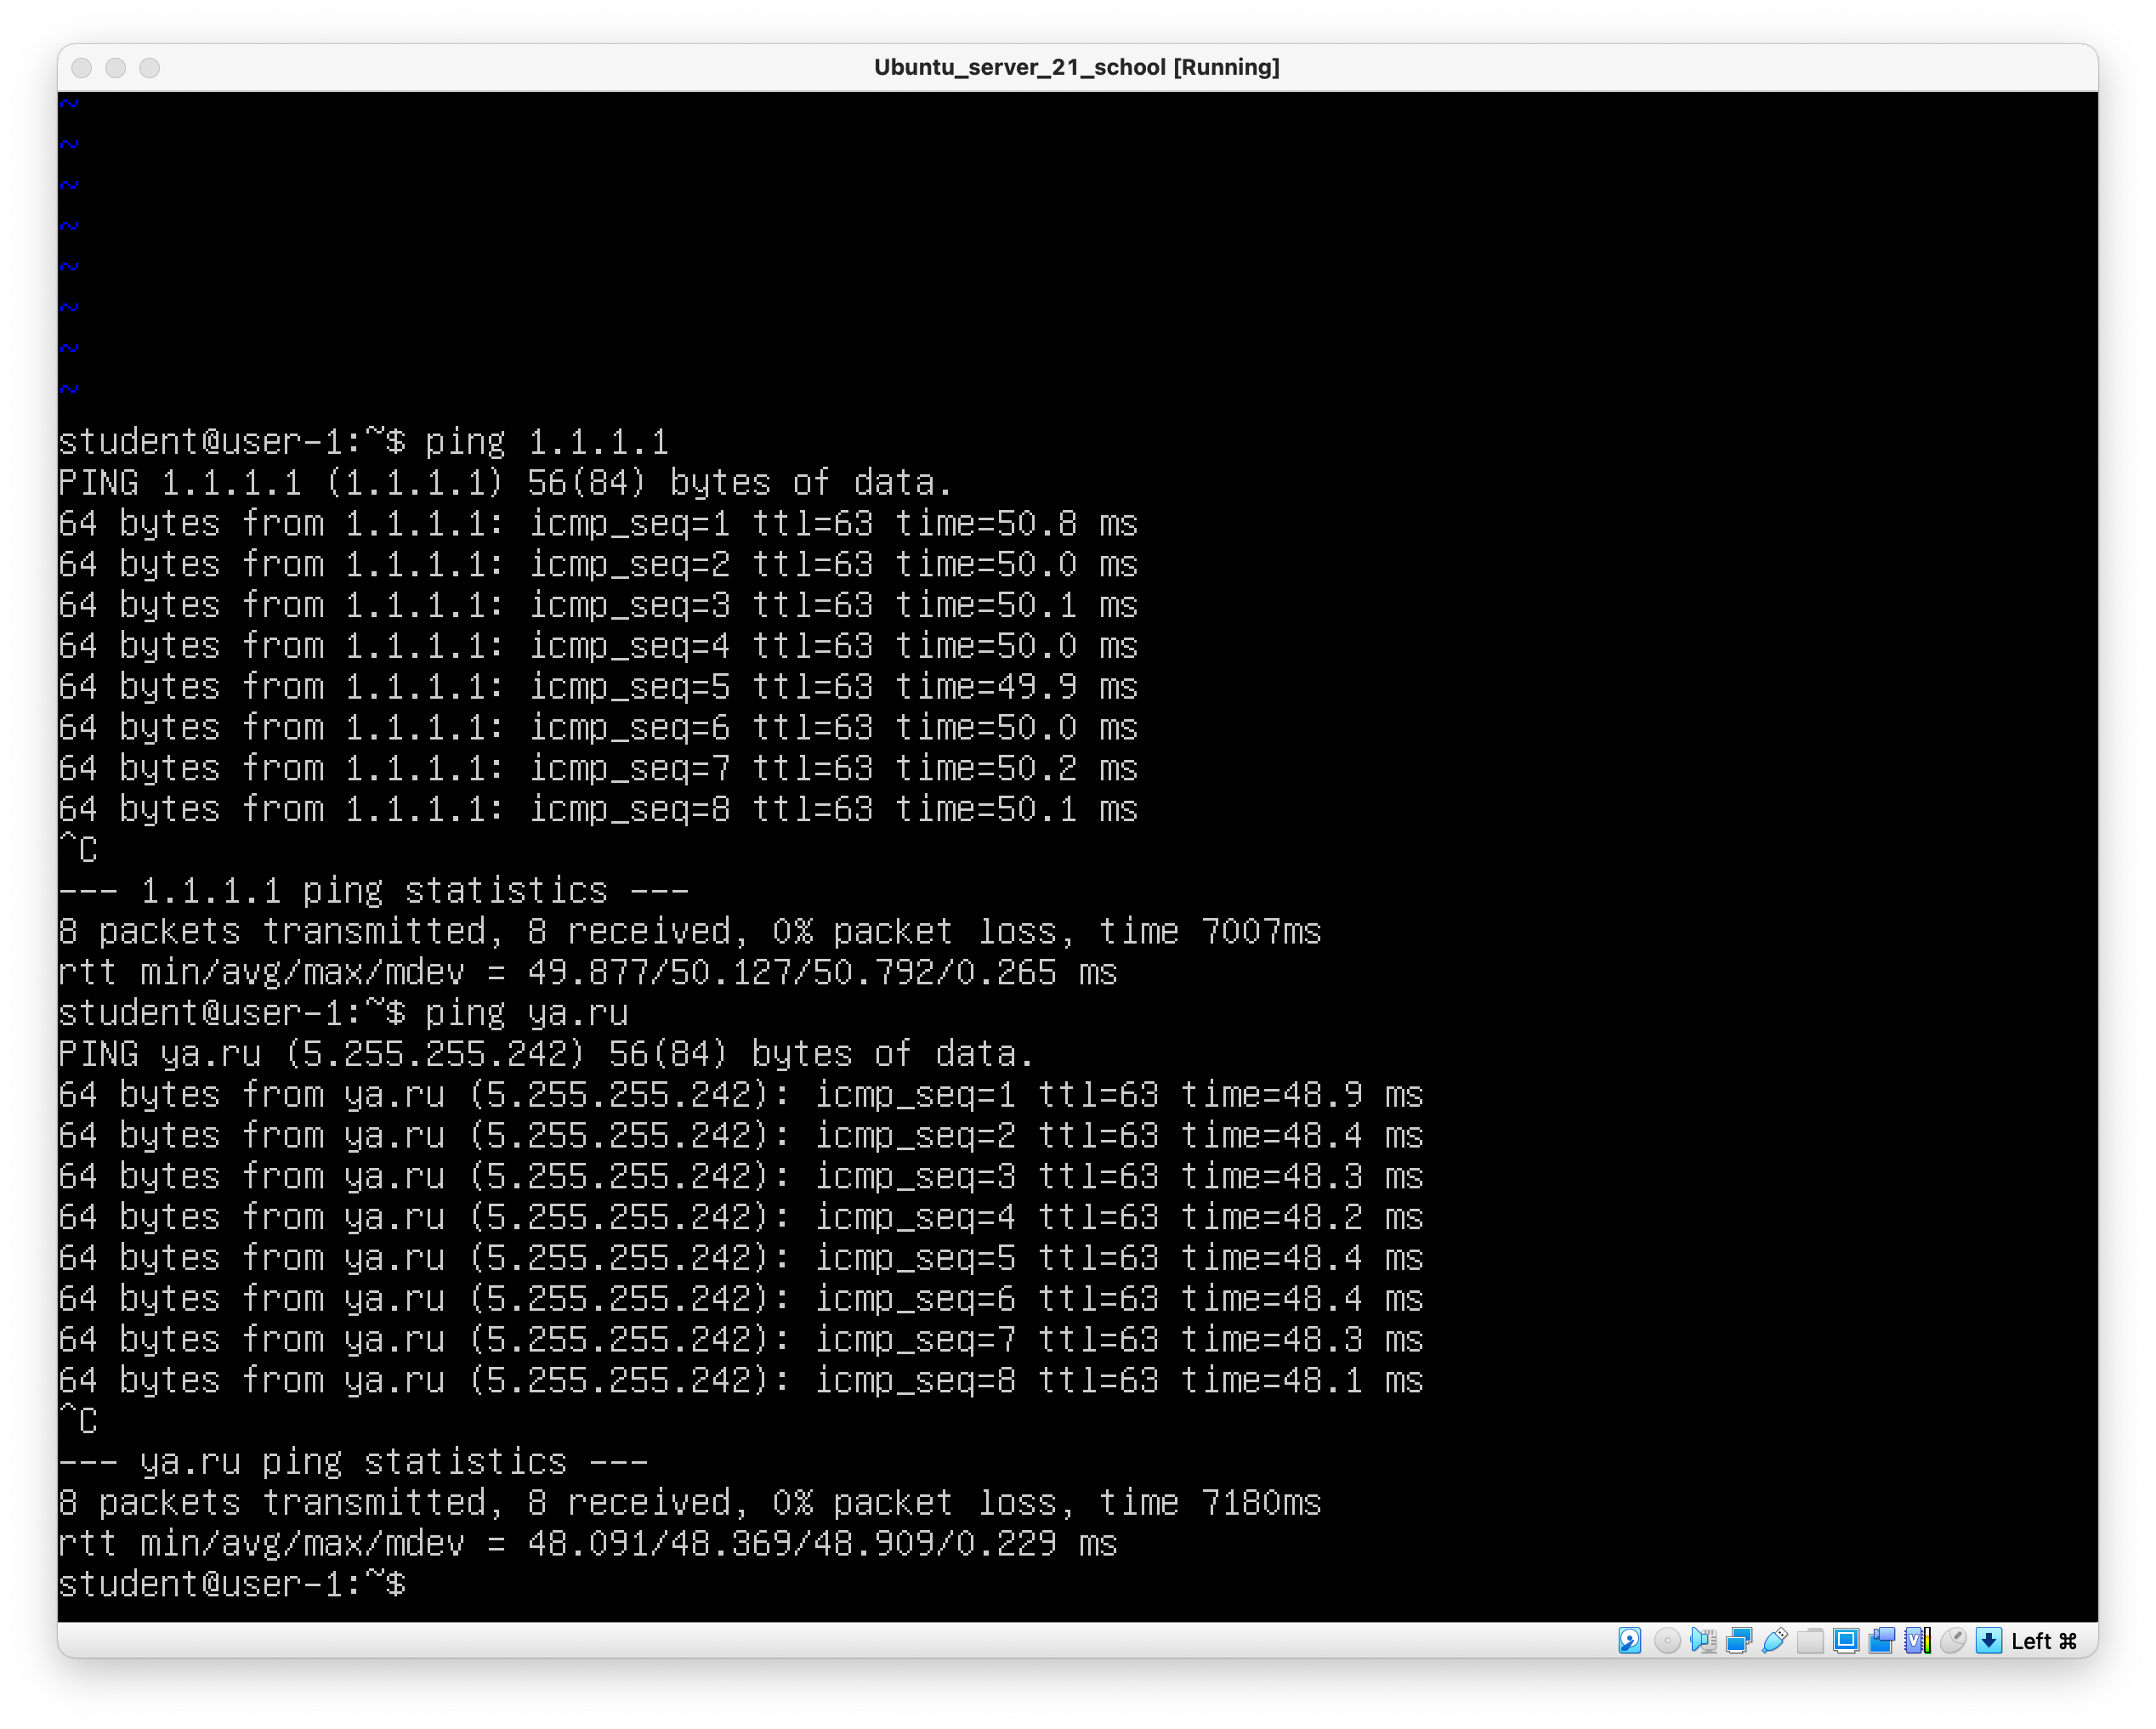 Ubuntu_server_21_school [Running]
~
~
~
~
~
~
~
~
student@user-1:~$ ping 1.1.1.1
PING 1.1.1.1 (1.1.1.1) 56(84) bytes of data.
64 bytes from 1.1.1.1: icmp_seq=1 ttl=63 time=50.8 ms
64 bytes from 1.1.1.1: icmp_seq=2 ttl=63 time=50.0 ms
64 bytes from 1.1.1.1: icmp_seq=3 ttl=63 time=50.1 ms
64 bytes from 1.1.1.1: icmp_seq=4 ttl=63 time=50.0 ms
64 bytes from 1.1.1.1: icmp_seq=5 ttl=63 time=49.9 ms
64 bytes from 1.1.1.1: icmp_seq=6 ttl=63 time=50.0 ms
64 bytes from 1.1.1.1: icmp_seq=7 ttl=63 time=50.2 ms
64 bytes from 1.1.1.1: icmp_seq=8 ttl=63 time=50.1 ms
^C
--- 1.1.1.1 ping statistics ---
8 packets transmitted, 8 received, 0% packet loss, time 7007ms
rtt min/avg/max/mdev = 49.877/50.127/50.792/0.265 ms
student@user-1:~$ ping ya.ru
PING ya.ru (5.255.255.242) 56(84) bytes of data.
64 bytes from ya.ru (5.255.255.242): icmp_seq=1 ttl=63 time=48.9 ms
64 bytes from ya.ru (5.255.255.242): icmp_seq=2 ttl=63 time=48.4 ms
64 bytes from ya.ru (5.255.255.242): icmp_seq=3 ttl=63 time=48.3 ms
64 bytes from ya.ru (5.255.255.242): icmp_seq=4 ttl=63 time=48.2 ms
64 bytes from ya.ru (5.255.255.242): icmp_seq=5 ttl=63 time=48.4 ms
64 bytes from ya.ru (5.255.255.242): icmp_seq=6 ttl=63 time=48.4 ms
64 bytes from ya.ru (5.255.255.242): icmp_seq=7 ttl=63 time=48.3 ms
64 bytes from ya.ru (5.255.255.242): icmp_seq=8 ttl=63 time=48.1 ms
^C
--- ya.ru ping statistics ---
8 packets transmitted, 8 received, 0% packet loss, time 7180ms
rtt min/avg/max/mdev = 48.091/48.369/48.909/0.229 ms
student@user-1:~$
Left ⌘